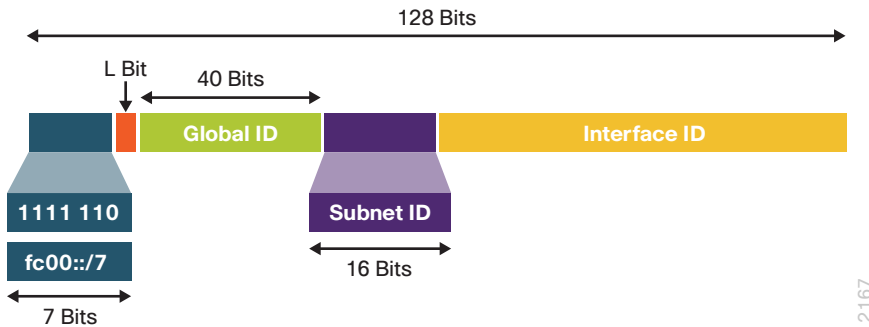 128 Bits
L Bit
40 Bits
Global ID
Interface ID
1111 110
Subnet ID
fc00::/7
16 Bits
7 Bits
2167